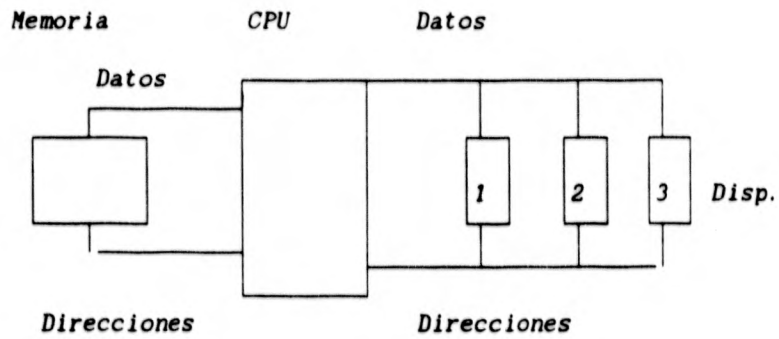 Memoria CPU Datos
Datos
1 2 3 Disp.
Direcciones Direcciones